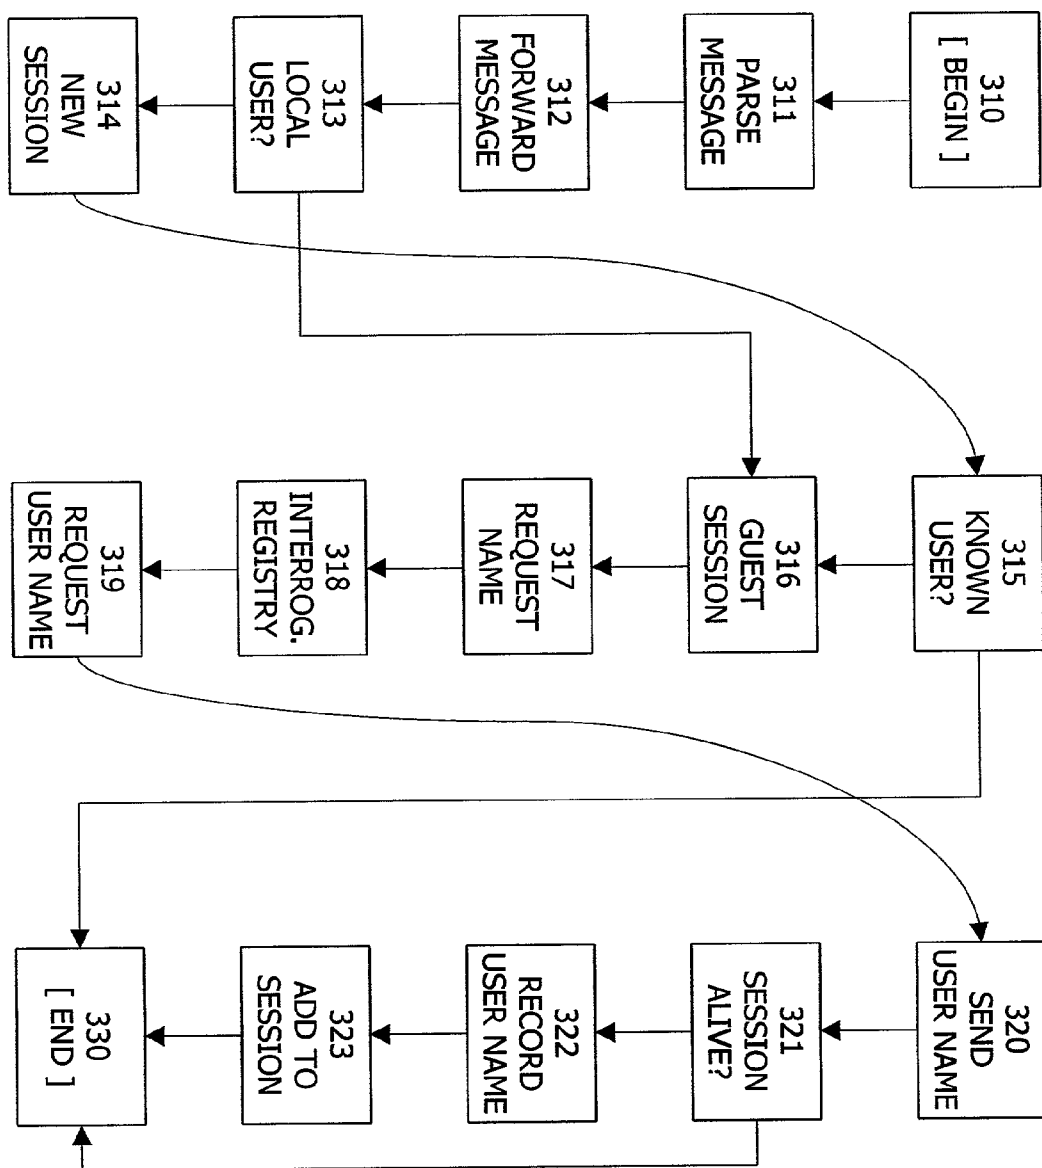 310
[ BEGIN ]
311
PARSE
MESSAGE
312
FORWARD
MESSAGE
313
LOCAL
USER?
314
NEW
SESSION
315
KNOWN
USER?
316
GUEST
SESSION
317
REQUEST
NAME
318
INTERROG.
REGISTRY
319
REQUEST
USER NAME
320
SEND
USER NAME
321
SESSION
ALIVE?
322
RECORD
USER NAME
323
ADD TO
SESSION
330
[ END ]